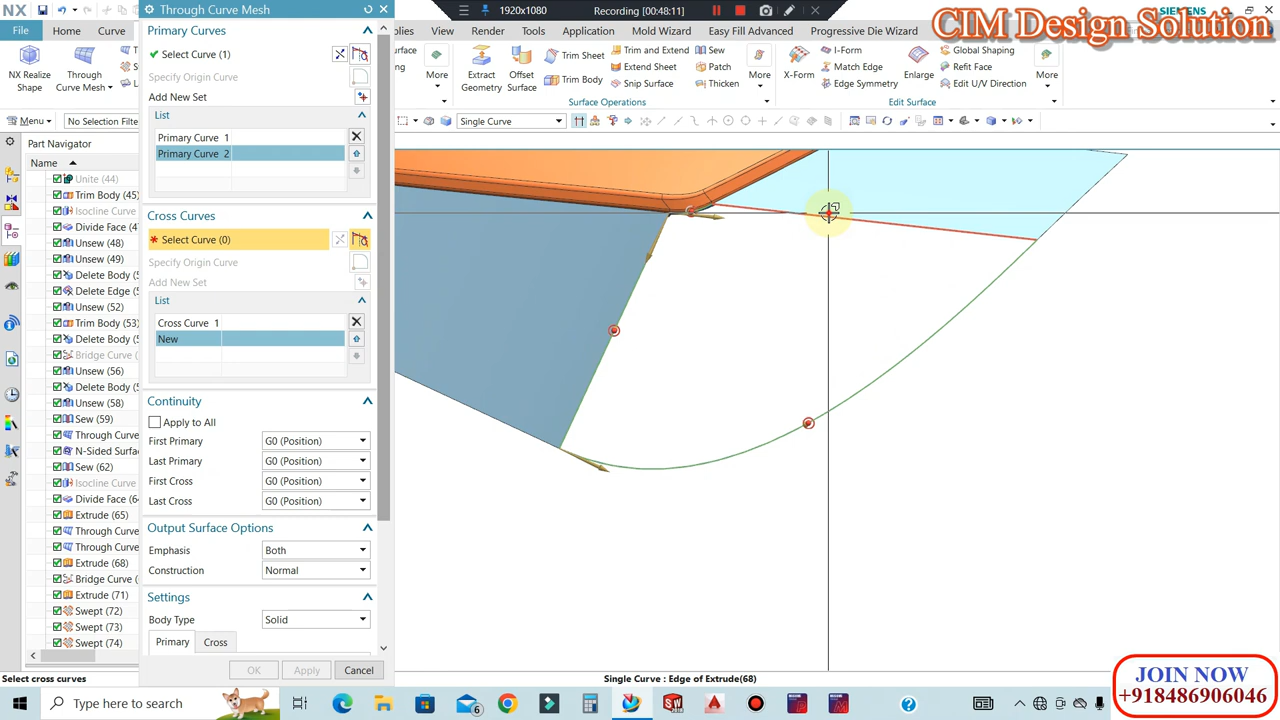 NX
1920x1080
Recording [00:48:11]
SIEMENS
CIM Design Solution
File
Home
Curve
View
Render
Tools
Application
Mold Wizard
Easy Fill Advanced
Progressive Die Wizard
NX Realize
Shape
Through
Curve Mesh
More
Extract
Geometry
Offset
Surface
Trim Sheet
Trim Body
Trim and Extend
Extend Sheet
Snip Surface
Sew
Patch
Thicken
More
X-Form
I-Form
Match Edge
Edge Symmetry
Enlarge
Global Shaping
Refit Face
Edit U/V Direction
More
Surface Operations
Edit Surface
Menu
No Selection Filter
Single Curve
Part Navigator
Name
Unite (44)
Trim Body (45)
Isocline Curve
Divide Face (47
Unsew (48)
Unsew (49)
Delete Body (5
Delete Edge (5
Unsew (52)
Trim Body (53)
Delete Body (5
Bridge Curve (
Unsew (56)
Delete Body (5
Unsew (58)
Sew (59)
Through Curve
N-Sided Surfa
Sew (62)
Isocline Curve
Divide Face (64
Extrude (65)
Through Curve
Through Curve
Extrude (68)
Bridge Curve (
Extrude (71)
Swept (72)
Swept (73)
Swept (74)
Through Curve Mesh
Primary Curves
Select Curve (1)
Specify Origin Curve
Add New Set
List
Primary Curve 1
Primary Curve 2
Cross Curves
* Select Curve (0)
Specify Origin Curve
Add New Set
List
Cross Curve 1
New
Continuity
Apply to All
First Primary
G0 (Position)
Last Primary
G0 (Position)
First Cross
G0 (Position)
Last Cross
G0 (Position)
Output Surface Options
Emphasis
Both
Construction
Normal
Settings
Body Type
Solid
Primary
Cross
OK
Apply
Cancel
Select cross curves
Single Curve : Edge of Extrude(68)
JOIN NOW
+918486906046
Type here to search
6